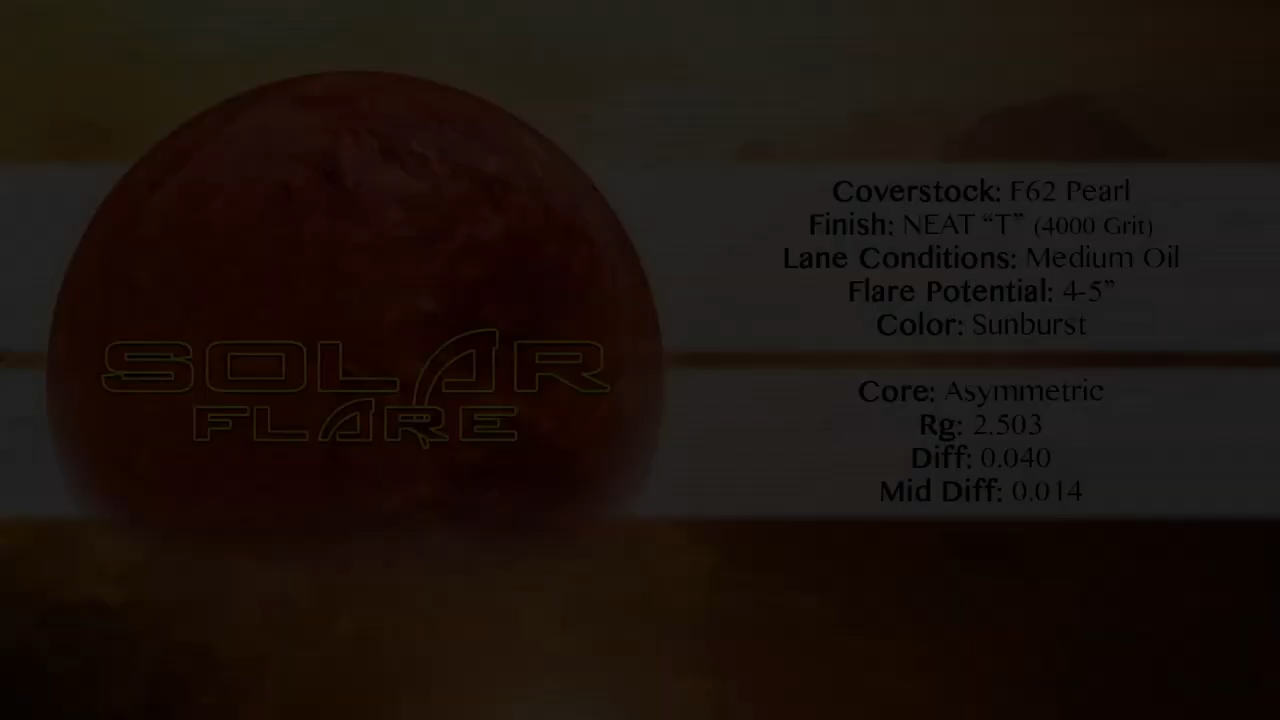 SOLAR
FLARE
Coverstock: F62 Pearl
Finish: NEAT “T” (4000 Grit)
Lane Conditions: Medium Oil
Flare Potential: 4-5”
Color: Sunburst
Core: Asymmetric
Rg: 2.503
Diff: 0.040
Mid Diff: 0.014